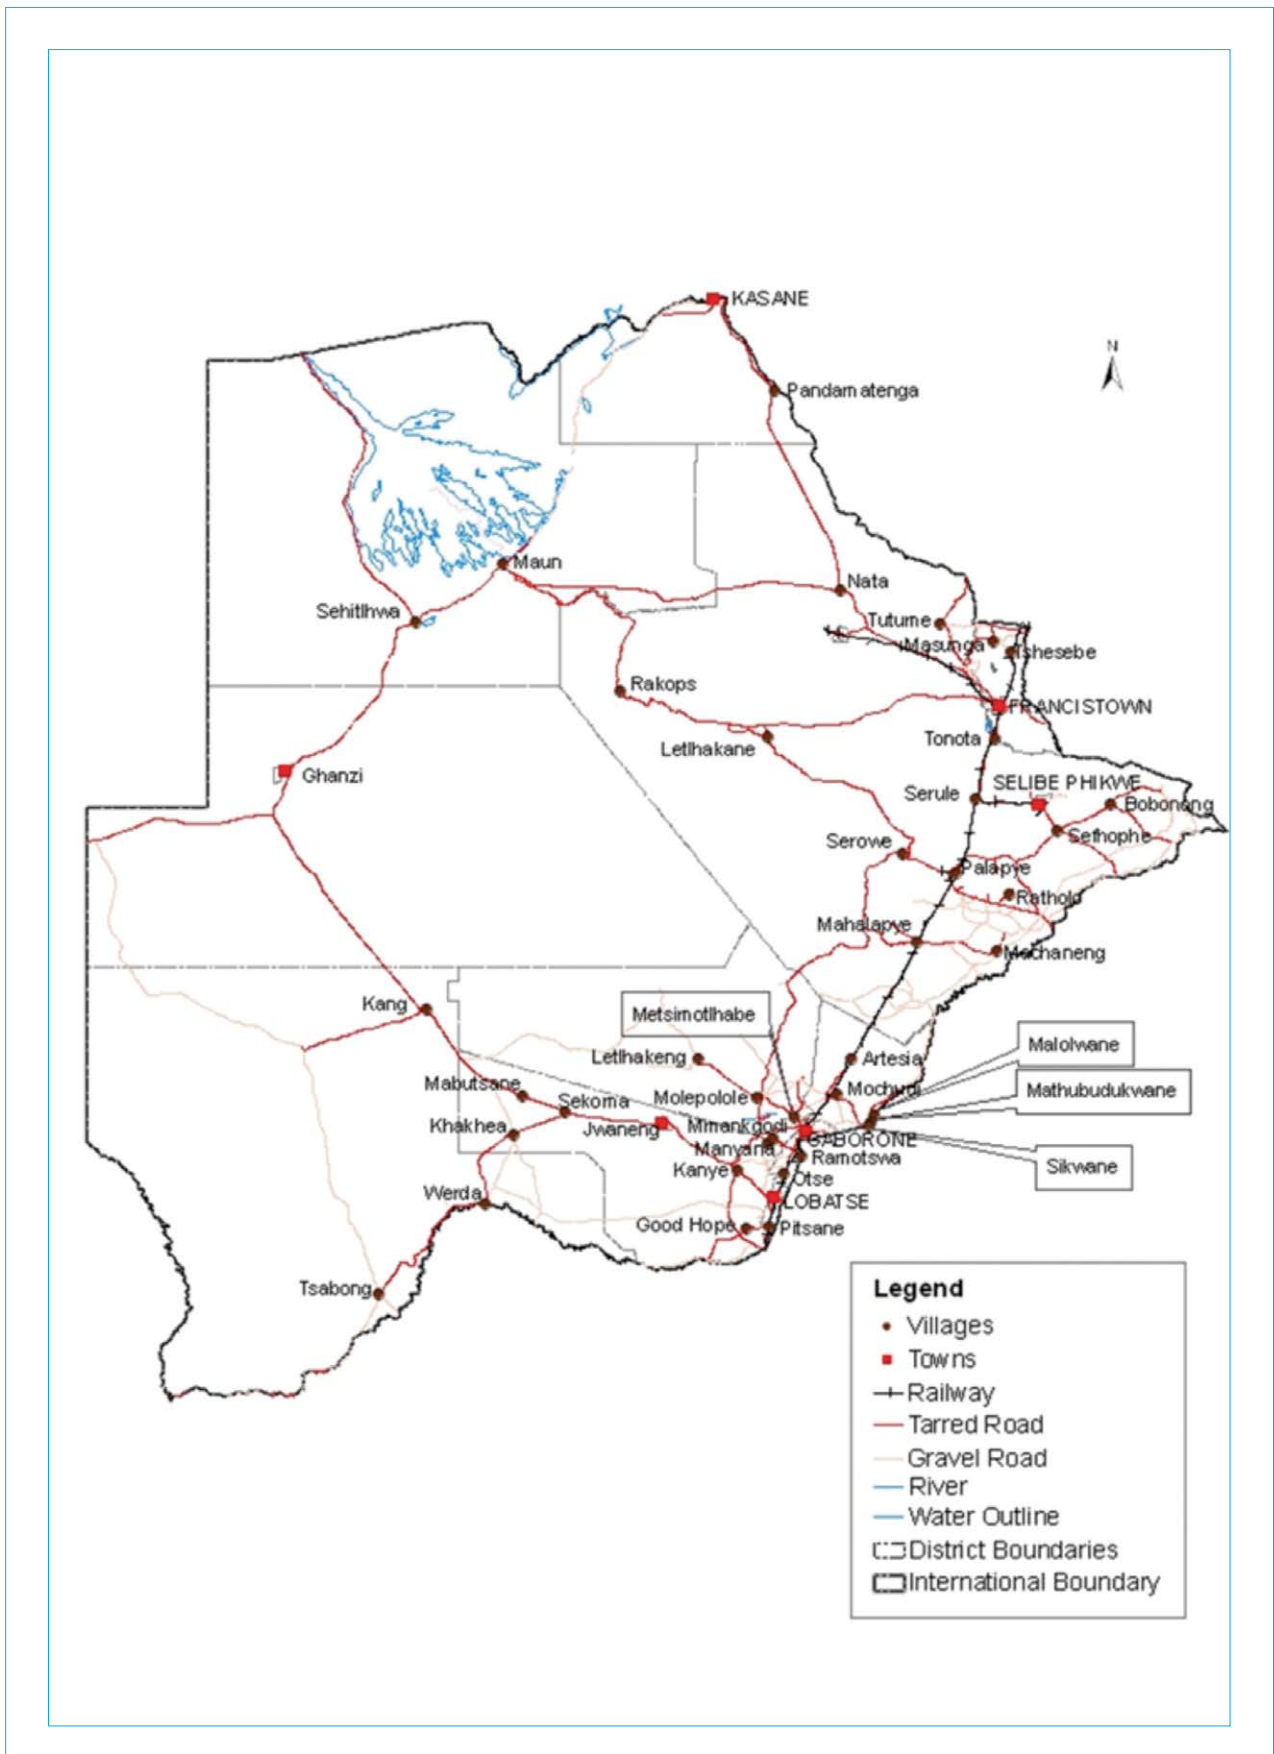 KASANE
N
Pandamatenga
Maun
Nata
Sehitlhwa
Tutume
Masunga
Tshesebe
Rakops
FRANCISTOWN
Letlhakane
Tonota
Ghanzi
SELIBE PHIKWE
Serule
Bobonong
Sefhophe
Serowe
Palapye
Ratholo
Mahalapye
Machaneng
Kang
Metsimotlhabe
Malolwane
Letlhakeng
Artesia
Mabutsane
Molepolole
Mochudi
Mathubudukwane
Sekoma
Khakhea
Jwaneng
Mmankgodi
GABORONE
Manyana
Ramotswa
Kanye
Sikwane
Otse
Werda
LOBATSE
Good Hope
Pitsane
Tsabong
Legend
Villages
Towns
Railway
Tarred Road
Gravel Road
River
Water Outline
District Boundaries
International Boundary